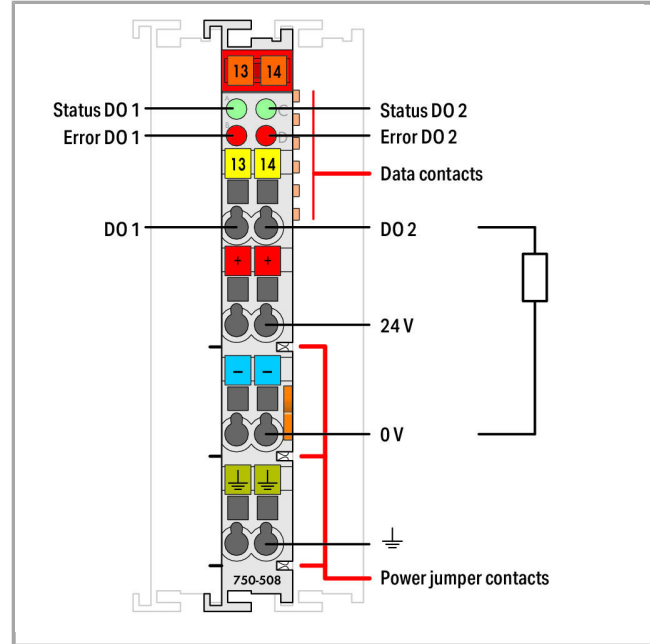 13 14
A C
Status DO 1 Status DO 2
B D
Error DO 1 Error DO 2
13 14
Data contacts
DO 1 DO 2
+ +
24 V
− −
0 V
750-508
Power jumper contacts